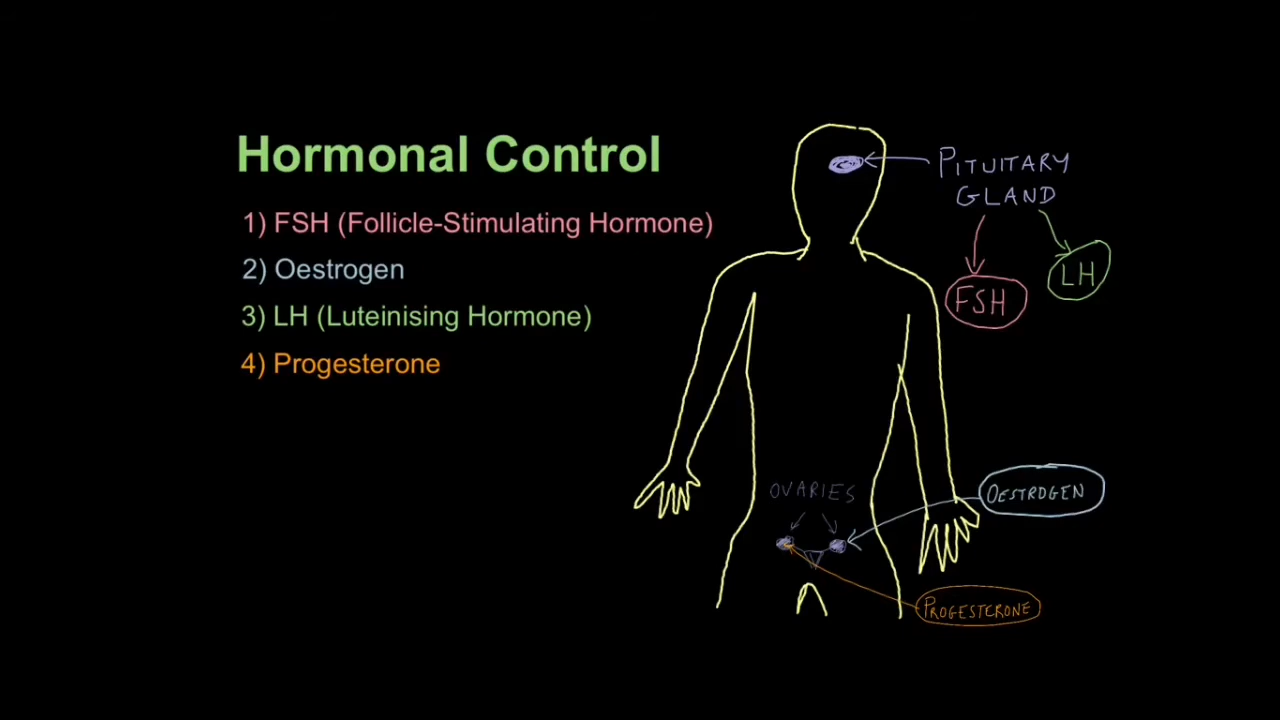 Hormonal Control
1) FSH (Follicle-Stimulating Hormone)
2) Oestrogen
3) LH (Luteinising Hormone)
4) Progesterone
PITUITARY
GLAND
LH
FSH
OVARIES
OESTROGEN
PROGESTERONE